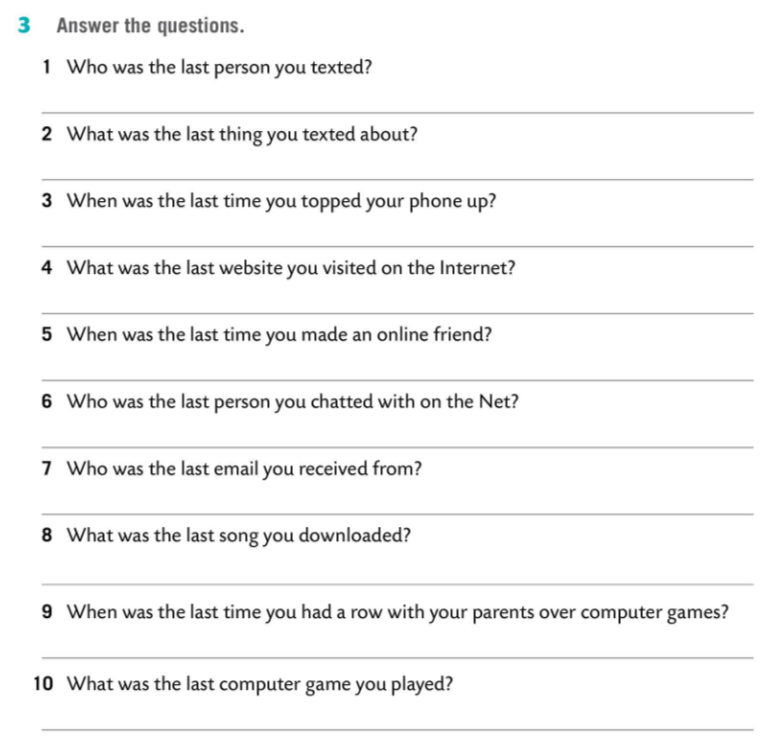 3 Answer the questions.
1 Who was the last person you texted?
2 What was the last thing you texted about?
3 When was the last time you topped your phone up?
4 What was the last website you visited on the Internet?
5 When was the last time you made an online friend?
6 Who was the last person you chatted with on the Net?
7 Who was the last email you received from?
8 What was the last song you downloaded?
9 When was the last time you had a row with your parents over computer games?
10 What was the last computer game you played?